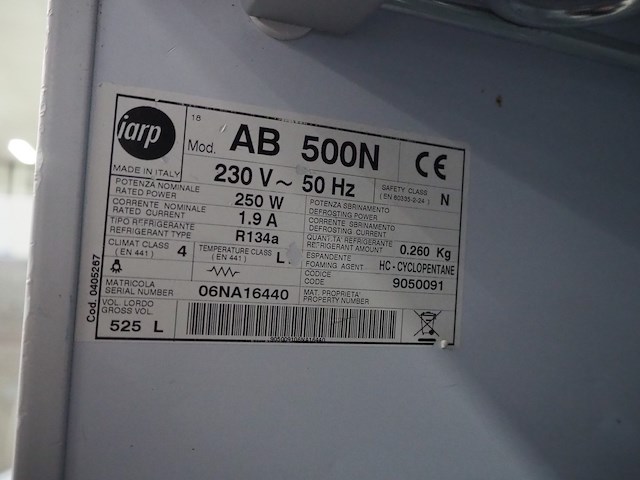 iarp
18
Mod. AB 500N
CE
MADE IN ITALY
230 V~ 50 Hz
SAFETY CLASS
(EN 60335-2-24) N
POTENZA NOMINALE
RATED POWER 250 W
POTENZA SBRINAMENTO
DEFROSTING POWER
CORRENTE NOMINALE
RATED CURRENT 1.9 A
CORRENTE SBRINAMENTO
DEFROSTING CURRENT
TIPO REFRIGERANTE
REFRIGERANT TYPE R134a
QUANTITA' REFRIGERANTE
REFRIGERANT AMOUNT 0.260 Kg
CLIMAT CLASS
(EN 441) 4
TEMPERATURE CLASS
(EN 441) L
ESPANDENTE
FOAMING AGENT HC - CYCLOPENTANE
CODICE
CODE 9050091
MATRICOLA
SERIAL NUMBER 06NA16440
MAT. PROPRIETA'
PROPERTY NUMBER
VOL. LORDO
GROSS VOL.
525 L
Cod. 0405267